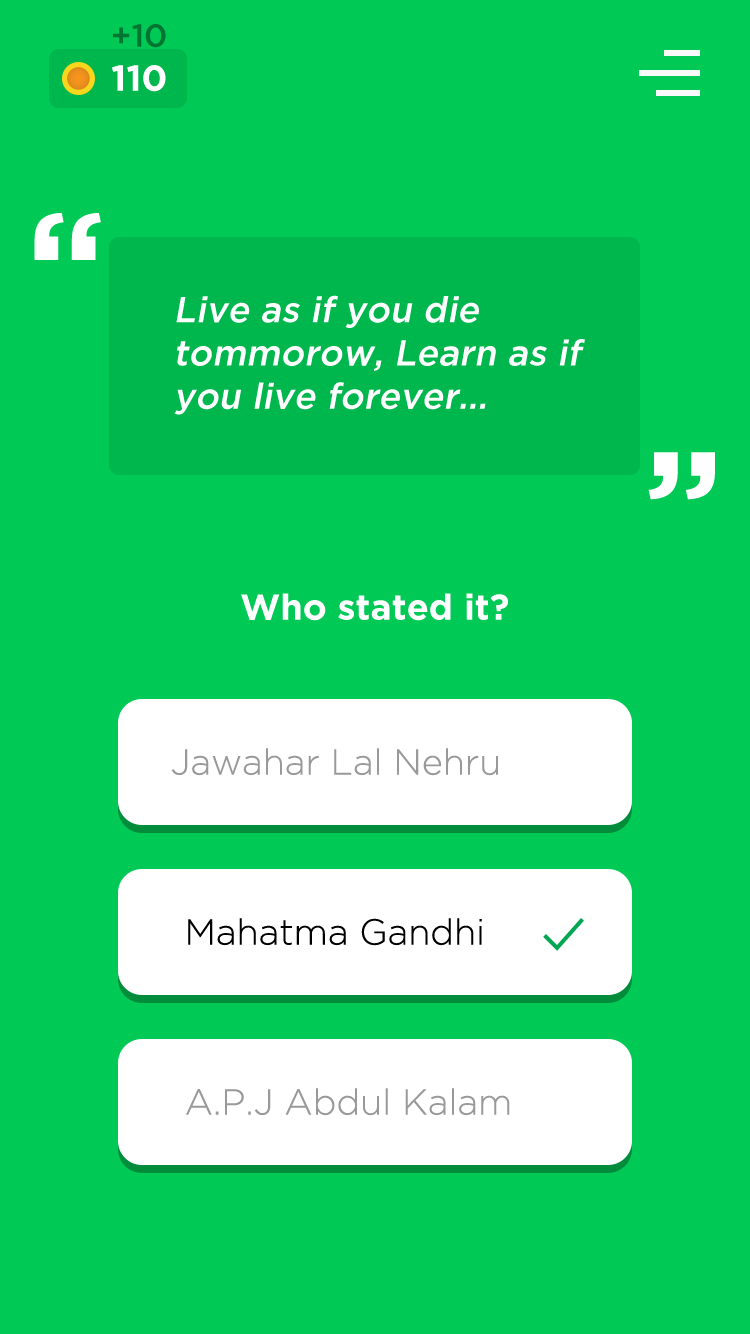 +10
110
“
Live as if you die
tommorow, Learn as if
you live forever...
”
Who stated it?
Jawahar Lal Nehru
Mahatma Gandhi
A.P.J Abdul Kalam